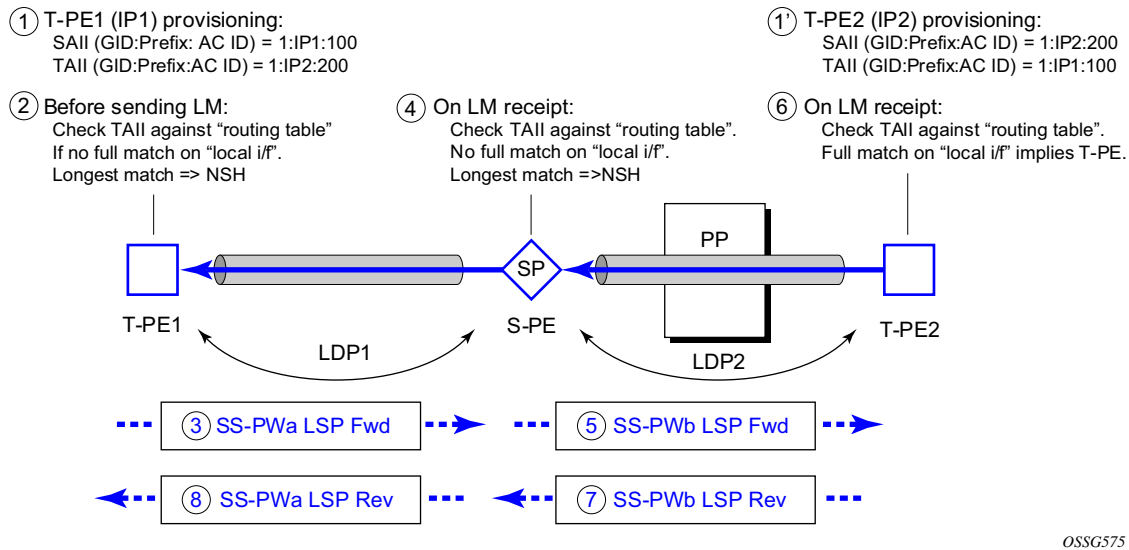 1 T-PE1 (IP1) provisioning:
SAII (GID:Prefix: AC ID) = 1:IP1:100
TAII (GID:Prefix:AC ID) = 1:IP2:200
1' T-PE2 (IP2) provisioning:
SAII (GID:Prefix:AC ID) = 1:IP2:200
TAII (GID:Prefix:AC ID) = 1:IP1:100
2 Before sending LM:
Check TAII against “routing table”
If no full match on “local i/f”.
Longest match => NSH
4 On LM receipt:
Check TAII against “routing table”.
No full match on “local i/f”.
Longest match =>NSH
6 On LM receipt:
Check TAII against “routing table”.
Full match on “local i/f” implies T-PE.
PP
SP
T-PE1
S-PE
T-PE2
LDP1
LDP2
3 SS-PWa LSP Fwd
5 SS-PWb LSP Fwd
8 SS-PWa LSP Rev
7 SS-PWb LSP Rev
OSSG575